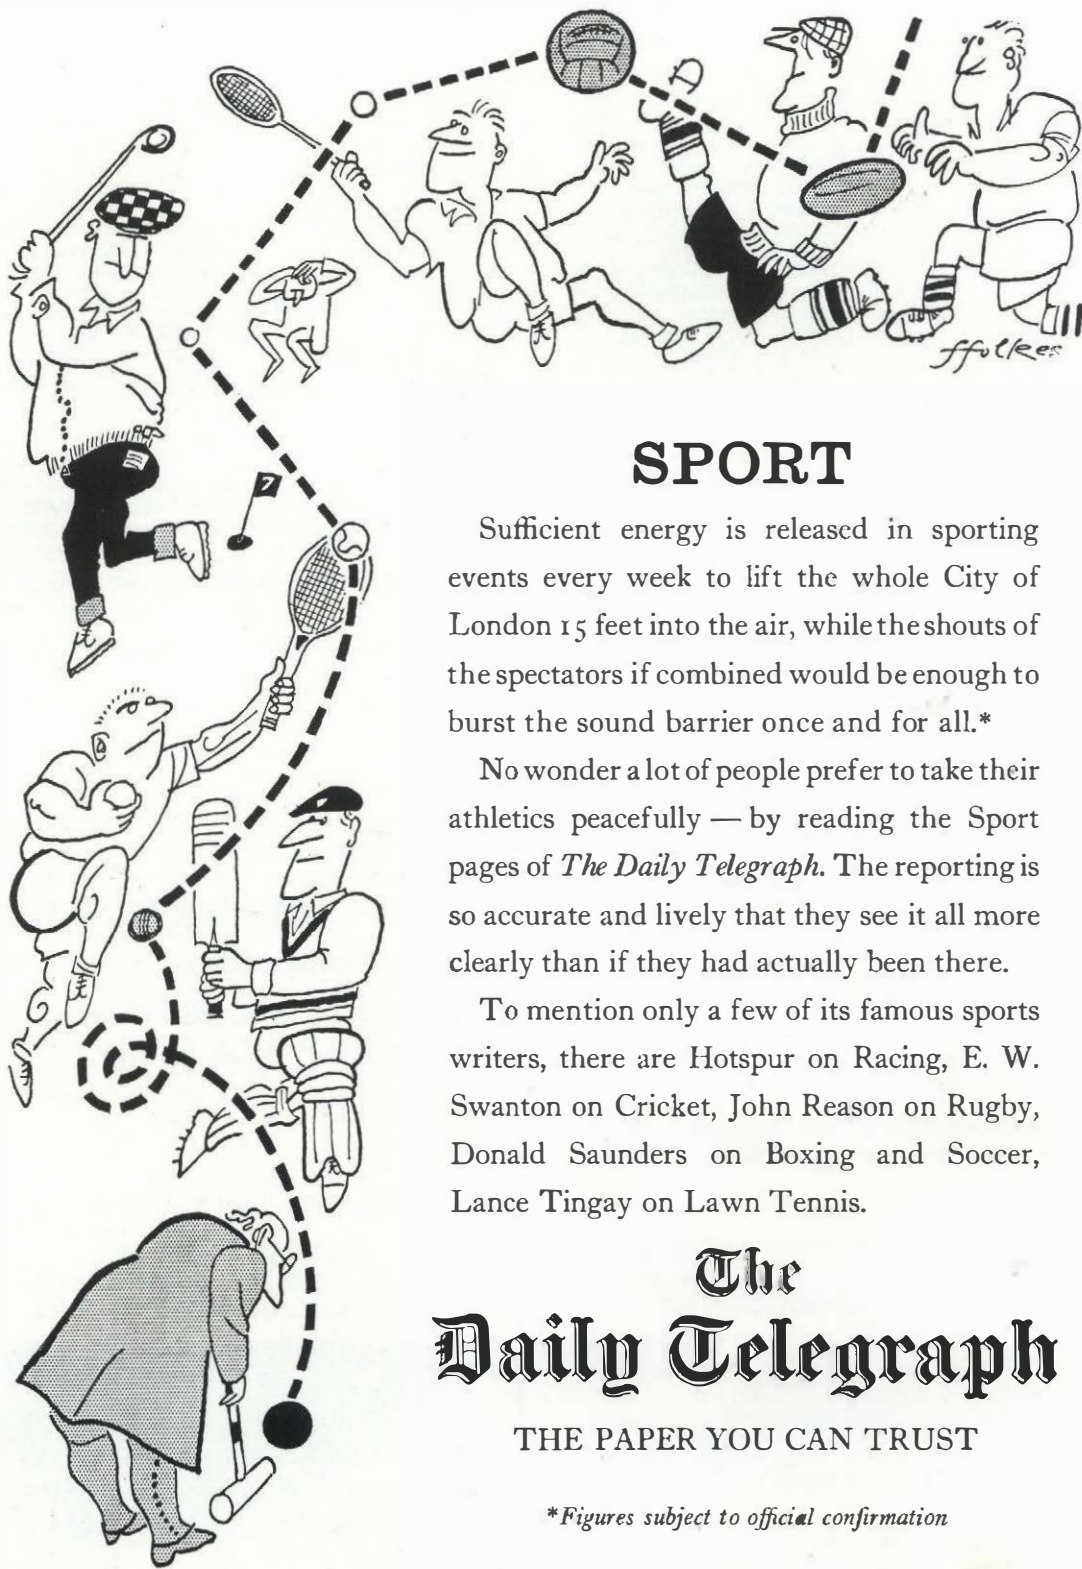 ffolkes
7
SPORT
Sufficient energy is released in sporting
events every week to lift the whole City of
London 15 feet into the air, while the shouts of
the spectators if combined would be enough to
burst the sound barrier once and for all.*
No wonder a lot of people prefer to take their
athletics peacefully — by reading the Sport
pages of The Daily Telegraph. The reporting is
so accurate and lively that they see it all more
clearly than if they had actually been there.
To mention only a few of its famous sports
writers, there are Hotspur on Racing, E. W.
Swanton on Cricket, John Reason on Rugby,
Donald Saunders on Boxing and Soccer,
Lance Tingay on Lawn Tennis.
The
Daily Telegraph
THE PAPER YOU CAN TRUST
*Figures subject to official confirmation